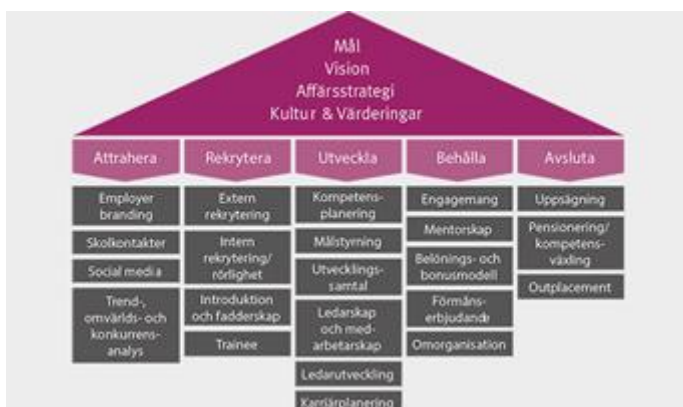 Mål
Vision
Affärsstrategi
Kultur & Värderingar
Attrahera
Rekrytera
Utveckla
Behålla
Avsluta
Employer
branding
Skolkontakter
Social media
Trend-,
omvärlds- och
konkurrens-
analys
Extern
rekrytering
Intern
rekrytering/
rörlighet
Introduktion
och fadderskap
Trainee
Kompetens-
planering
Målstyrning
Utvecklings-
samtal
Ledarskap
och med-
arbetarskap
Ledarutveckling
Karriärplanering
Engagemang
Mentorskap
Belönings- och
bonusmodell
Förmåns-
erbjudande
Omorganisation
Uppsägning
Pensionering/
kompetens-
växling
Outplacement